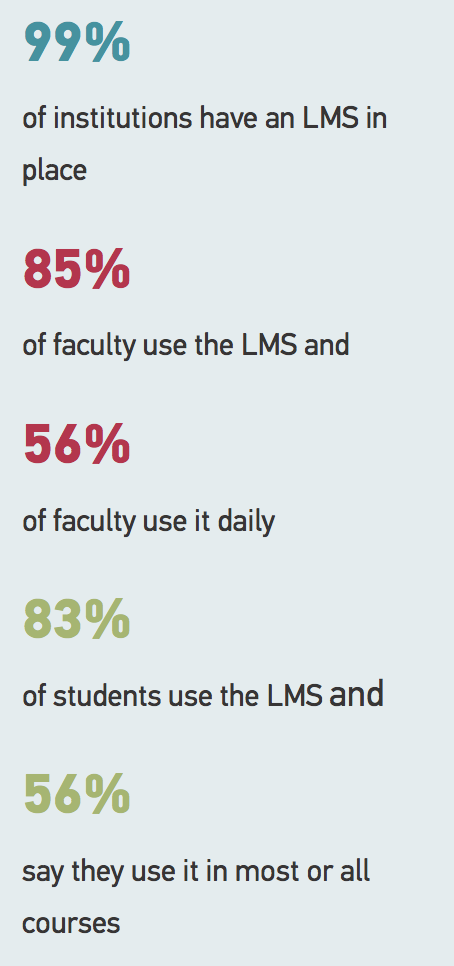 99%
of institutions have an LMS in
place
85%
of faculty use the LMS and
56%
of faculty use it daily
83%
of students use the LMS and
56%
say they use it in most or all
courses